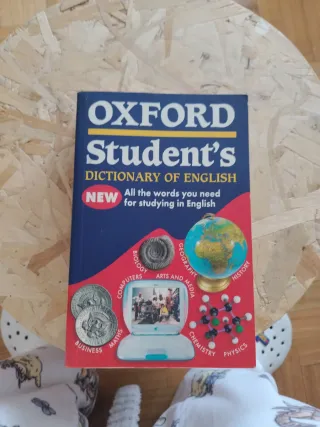 OXFORD
Student's
DICTIONARY OF ENGLISH
NEW
All the words you need
for studying in English
BIOLOGY
GEOGRAPHY
HISTORY
COMPUTERS
ARTS AND MEDIA
BUSINESS
MATHS
CHEMISTRY
PHYSICS